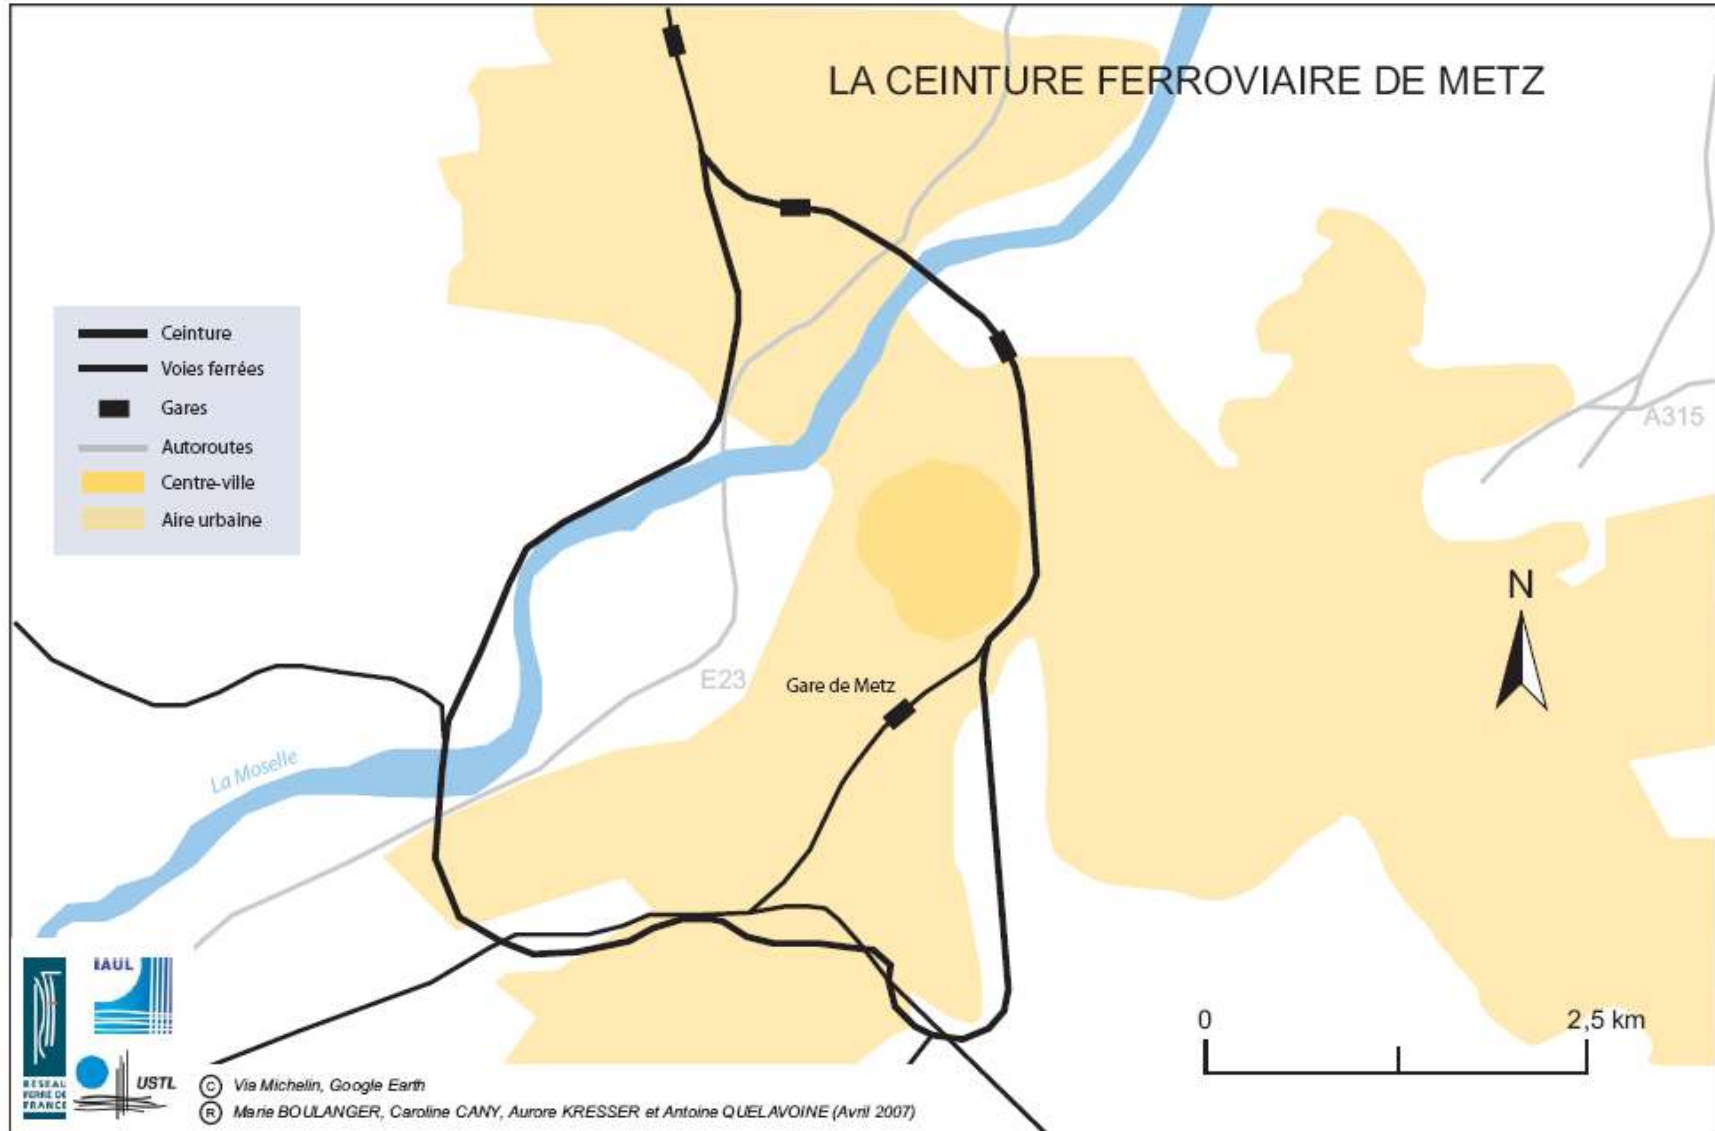 LA CEINTURE FERROVIAIRE DE METZ
Ceinture
Voies ferrées
Gares
Autoroutes
Centre-ville
Aire urbaine
A315
N
Gare de Metz
E23
La Moselle
0
2,5 km
IAUL
RESEAU
FERRE DE
FRANCE
USTL
C Via Michelin, Google Earth
R Marie BOULANGER, Caroline CANY, Aurore KRESSER et Antoine QUELAVOINE (Avril 2007)